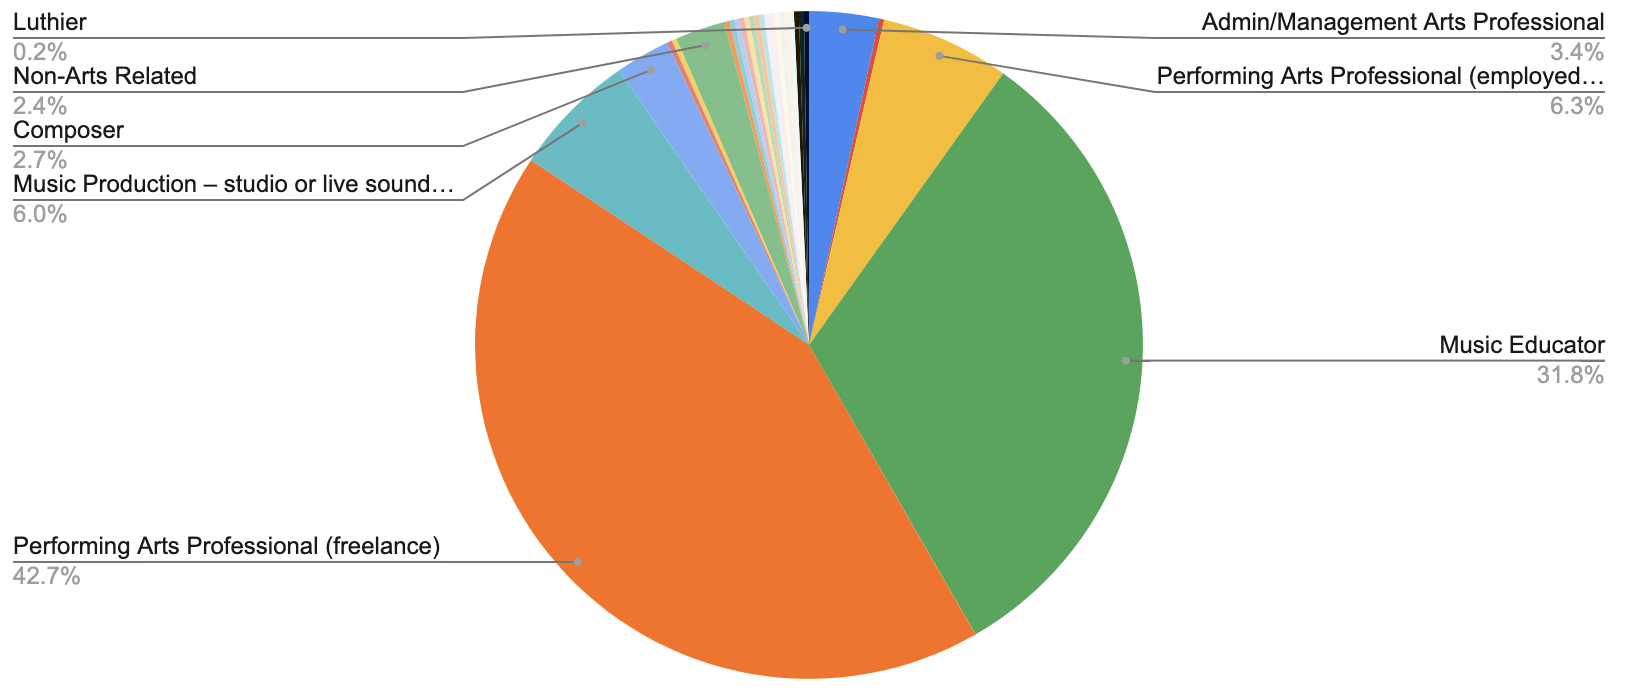 Luthier
0.2%
Non-Arts Related
2.4%
Composer
2.7%
Music Production – studio or live sound…
6.0%
Performing Arts Professional (freelance)
42.7%
Admin/Management Arts Professional
3.4%
Performing Arts Professional (employed…
6.3%
Music Educator
31.8%